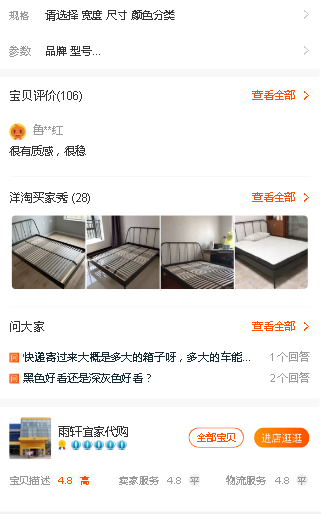 规格 请选择 宽度 尺寸 颜色分类
参数 品牌 型号...
宝贝评价(106) 查看全部
鱼**红
很有质感，很稳
洋淘买家秀 (28) 查看全部
问大家 查看全部
问 快递寄过来大概是多大的箱子呀，多大的车能... 1个回答
问 黑色好看还是深灰色好看？ 2个回答
雨轩宜家代购 全部宝贝 进店逛逛
宝贝描述 4.8 高 卖家服务 4.8 平 物流服务 4.8 平